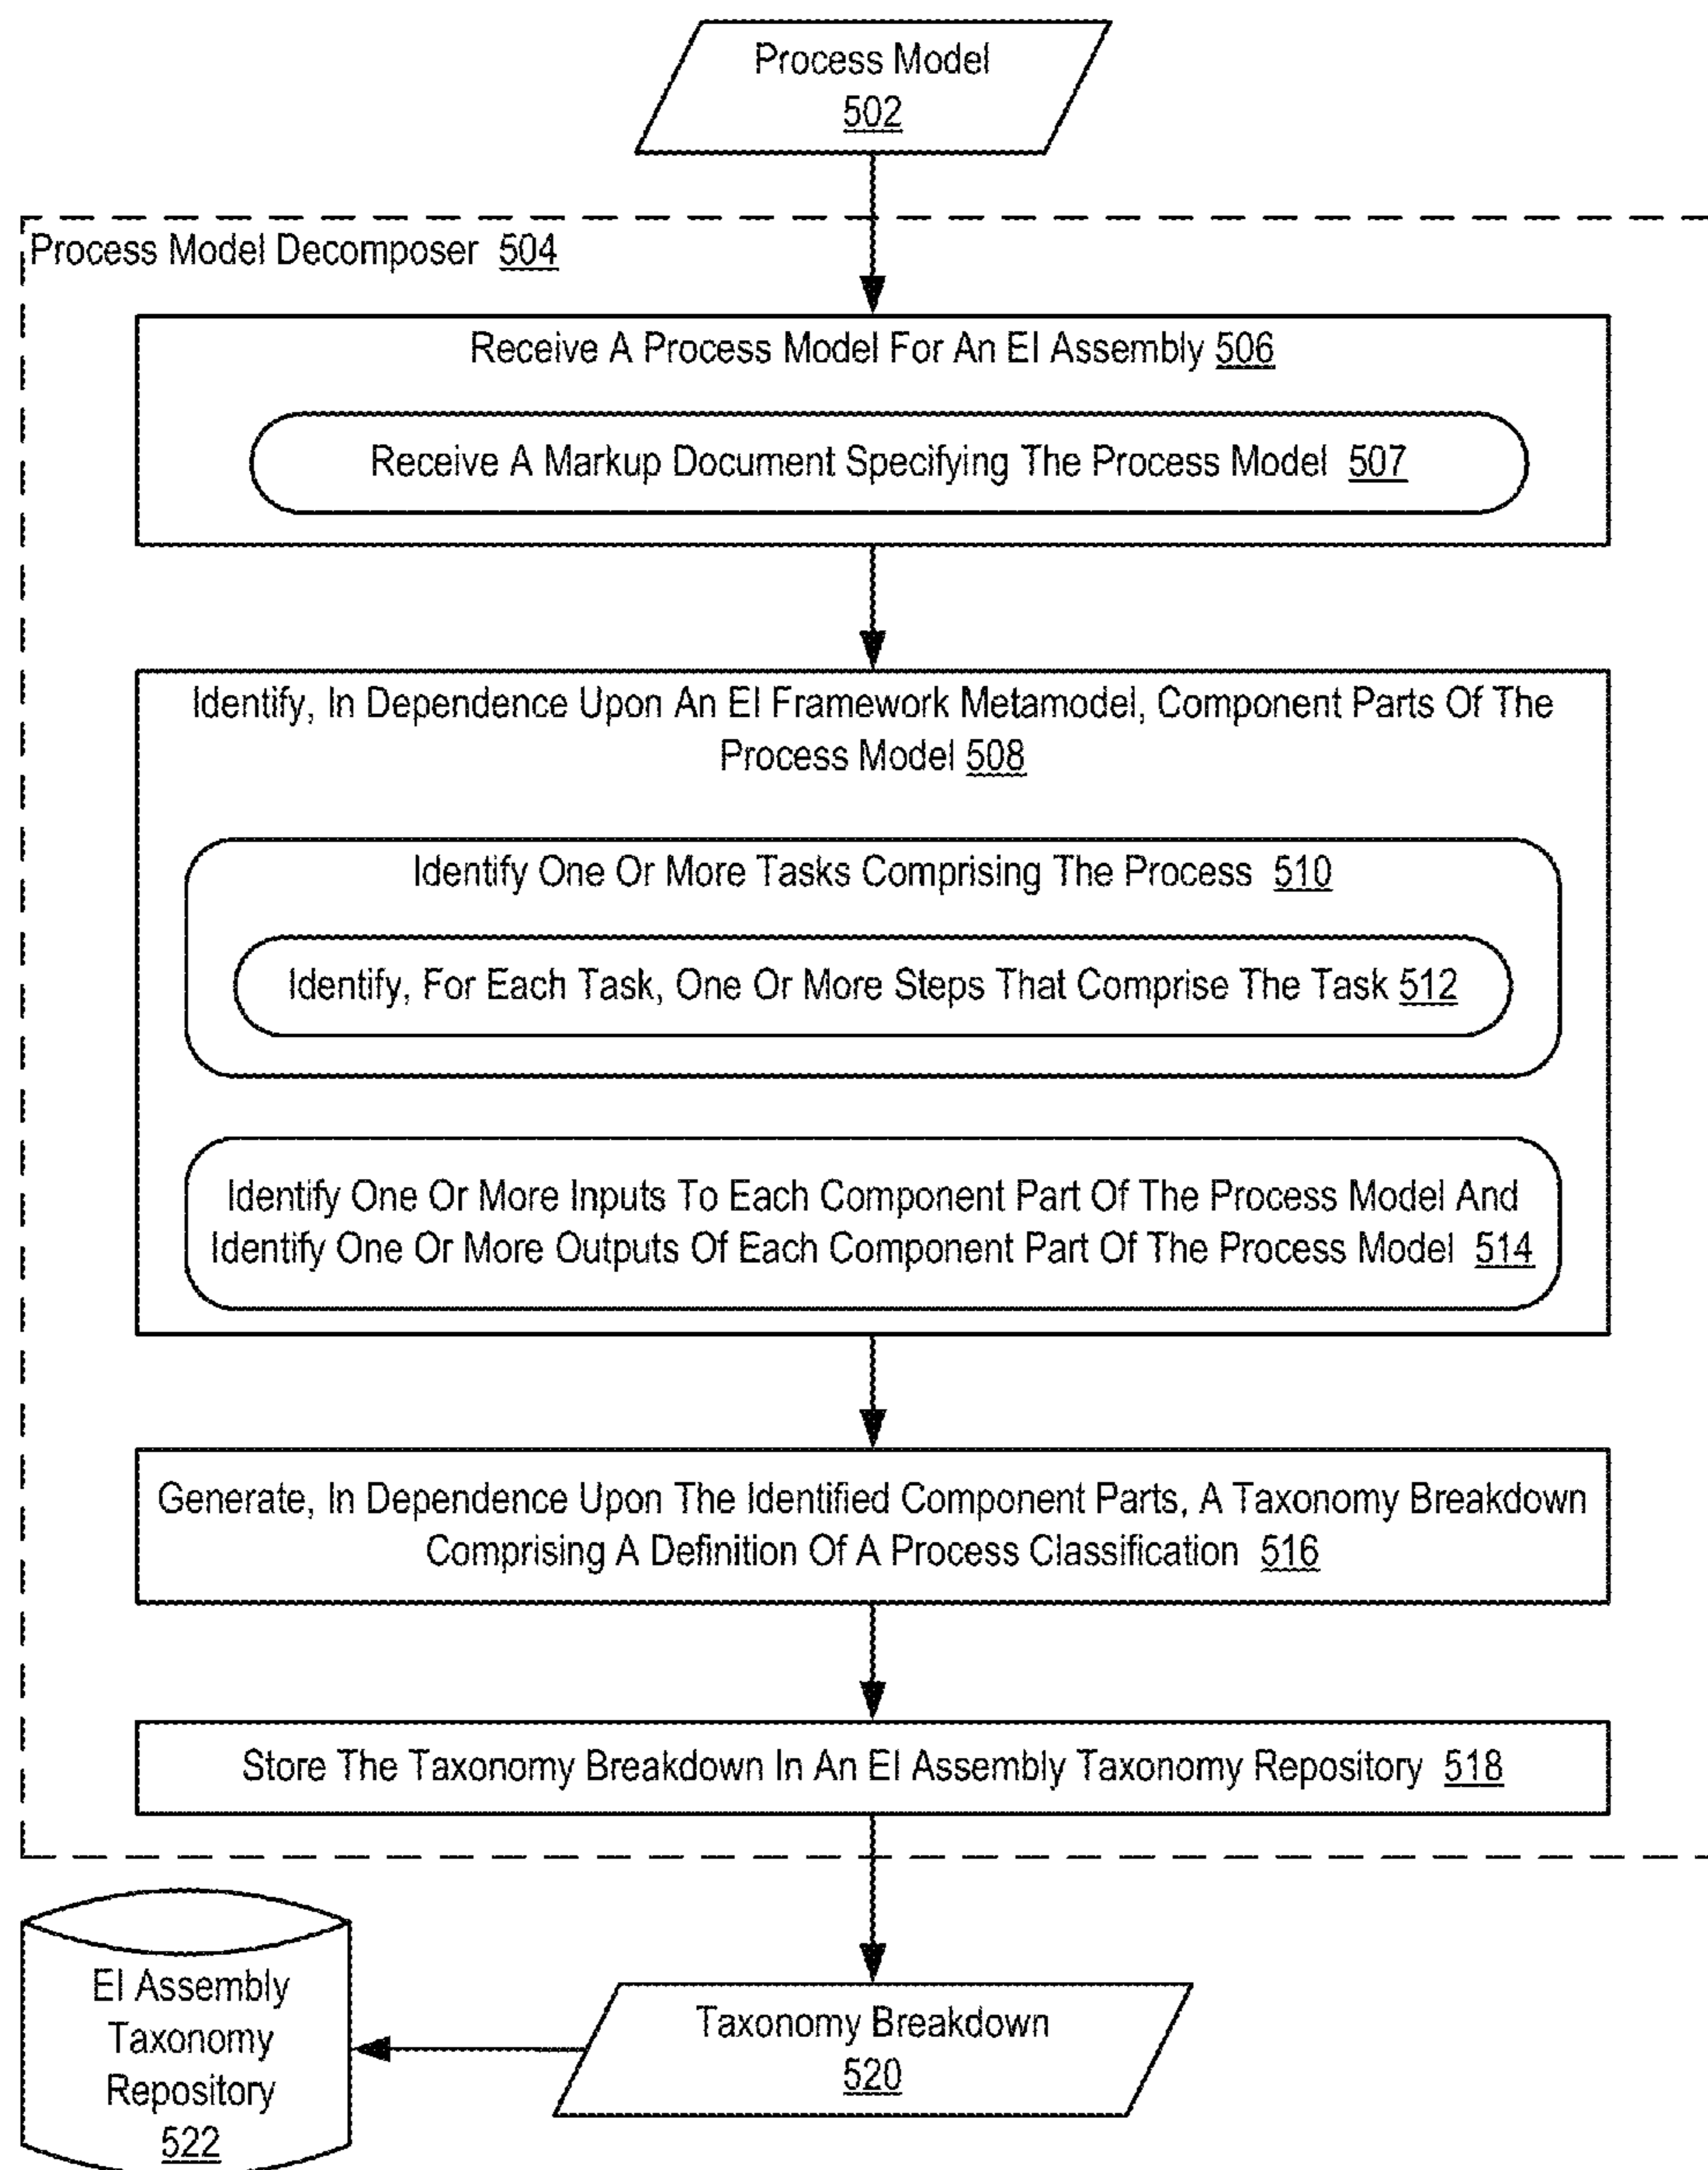 Process Model
502
Process Model Decomposer 504
Receive A Process Model For An EI Assembly 506
Receive A Markup Document Specifying The Process Model 507
Identify, In Dependence Upon An EI Framework Metamodel, Component Parts Of The
Process Model 508
Identify One Or More Tasks Comprising The Process 510
Identify, For Each Task, One Or More Steps That Comprise The Task 512
Identify One Or More Inputs To Each Component Part Of The Process Model And
Identify One Or More Outputs Of Each Component Part Of The Process Model 514
Generate, In Dependence Upon The Identified Component Parts, A Taxonomy Breakdown
Comprising A Definition Of A Process Classification 516
Store The Taxonomy Breakdown In An EI Assembly Taxonomy Repository 518
EI Assembly
Taxonomy
Repository
522
Taxonomy Breakdown
520